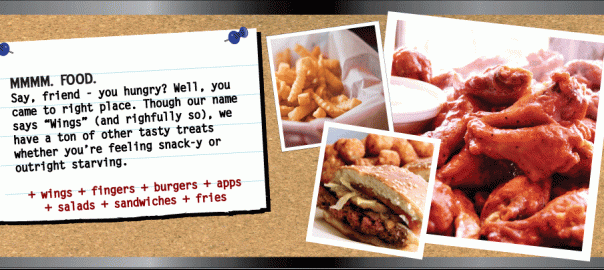 MMMM. FOOD.
Say, friend - you hungry? Well, you
came to right place. Though our name
says "Wings" (and righfully so), we
have a ton of other tasty treats
whether you're feeling snack-y or
outright starving.
+ wings + fingers + burgers + apps
+ salads + sandwiches + fries